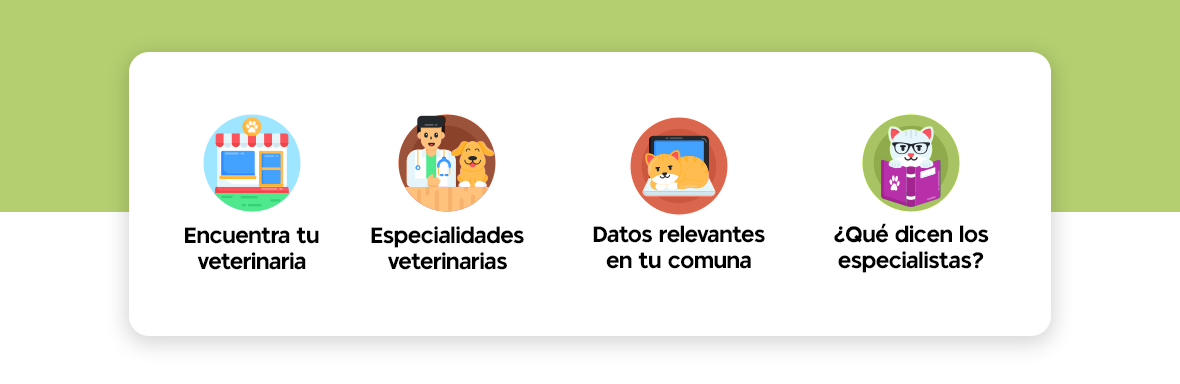 Encuentra tu
veterinaria
Especialidades
veterinarias
Datos relevantes
en tu comuna
¿Qué dicen los
especialistas?